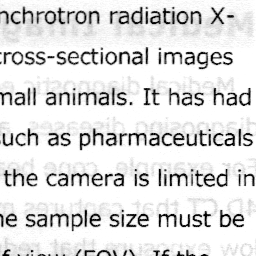 nchrotron radiation X-
cross-sectional images
mall animals. It has had
such as pharmaceuticals
the camera is limited in
he sample size must be
f view (FOV). If the